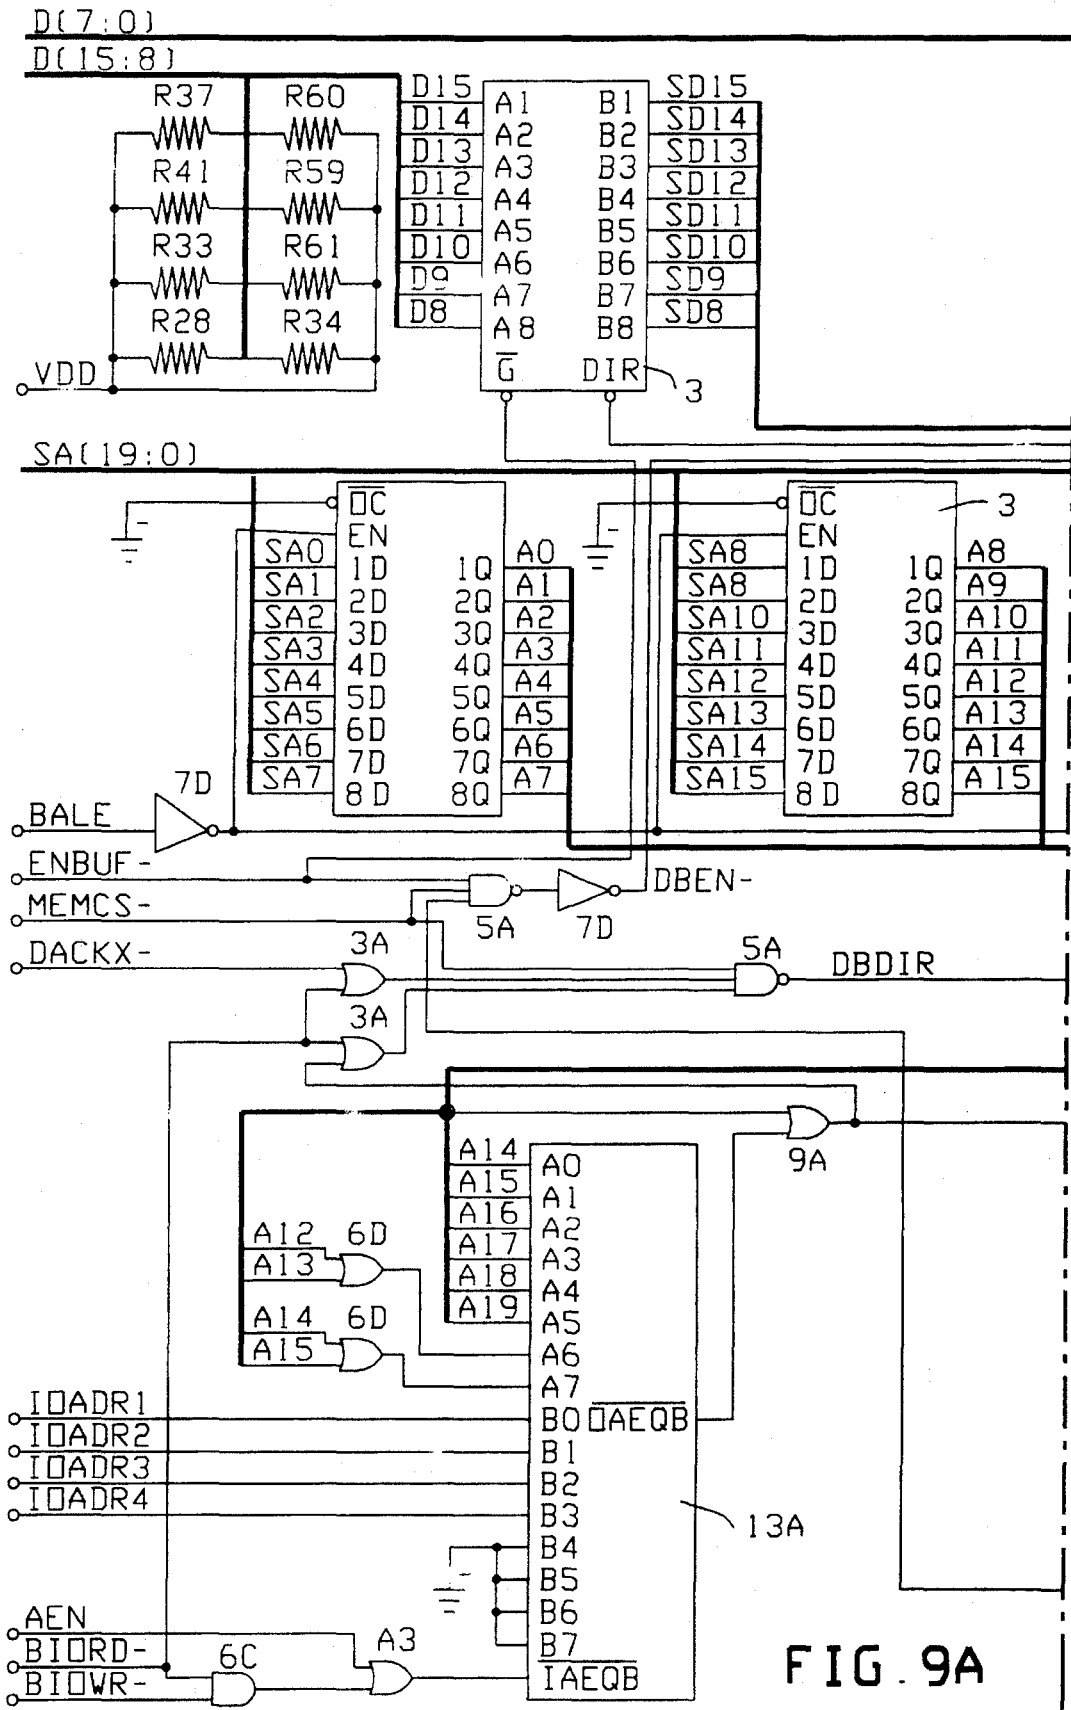 D(7:0)
D(15:8)
R37 R60
R41 R59
R33 R61
R28 R34
VDD
D15 A1 B1 SD15
D14 A2 B2 SD14
D13 A3 B3 SD13
D12 A4 B4 SD12
D11 A5 B5 SD11
D10 A6 B6 SD10
D9 A7 B7 SD9
D8 A8 B8 SD8
G DIR 3
SA(19:0)
OC
EN
SA0 1D 1Q A0
SA1 2D 2Q A1
SA2 3D 3Q A2
SA3 4D 4Q A3
SA4 5D 5Q A4
SA5 6D 6Q A5
SA6 7D 7Q A6
SA7 8D 8Q A7
OC 3
EN
SA8 1D 1Q A8
SA8 2D 2Q A9
SA10 3D 3Q A10
SA11 4D 4Q A11
SA12 5D 5Q A12
SA13 6D 6Q A13
SA14 7D 7Q A14
SA15 8D 8Q A15
7D
BALE
ENBUF-
MEMCS-
5A 7D DBEN-
DACKX-
3A
5A
DBDIR
3A
9A
A14 A0
A15 A1
A16 A2
A17 A3
A18 A4
A19 A5
A6
A7
A12 6D
A13
A14 6D
A15
IOADR1 B0 OAEQB
IOADR2 B1
IOADR3 B2
IOADR4 B3
13A
B4
B5
B6
B7
IAEQB
AEN
BIORD-
BIOWR-
6C A3
FIG. 9A